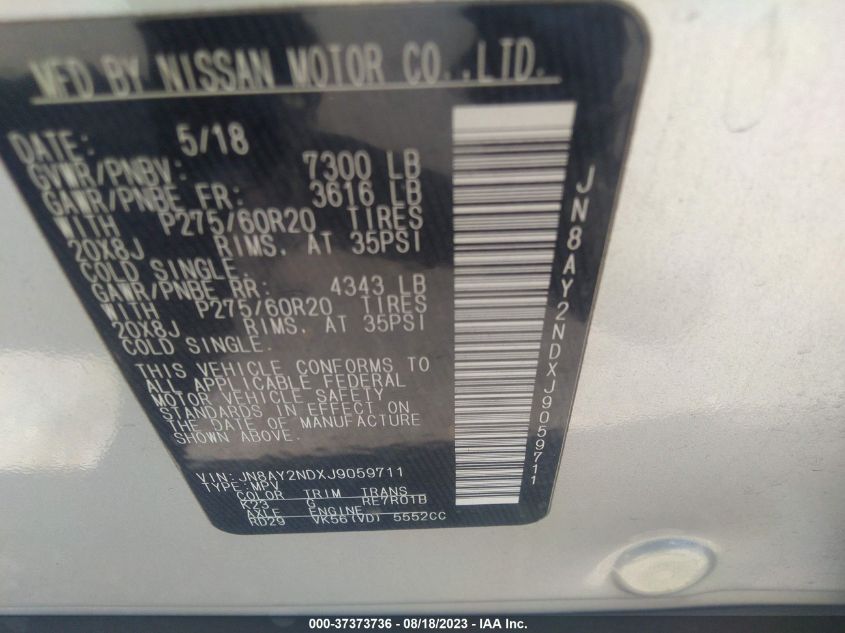 MFD BY NISSAN MOTOR CO.,LTD.
DATE: 5/18
GVWR/PNBV: 7300 LB
GAWR/PNBE FR: 3616 LB
WITH P275/60R20 TIRES
20X8J RIMS, AT 35PSI
COLD SINGLE.
GAWR/PNBE RR: 4343 LB
WITH P275/60R20 TIRES
20X8J RIMS, AT 35PSI
COLD SINGLE.
THIS VEHICLE CONFORMS TO
ALL APPLICABLE FEDERAL
MOTOR VEHICLE SAFETY
STANDARDS IN EFFECT ON
THE DATE OF MANUFACTURE
SHOWN ABOVE.
VIN:JN8AY2NDXJ9059711
TYPE:MPV
COLOR TRIM TRANS
K23 G RE7R01B
AXLE ENGINE
RD29 VK56(VD) 5552CC
JN8AY2NDXJ9059711
000-37373736 - 08/18/2023 - IAA Inc.